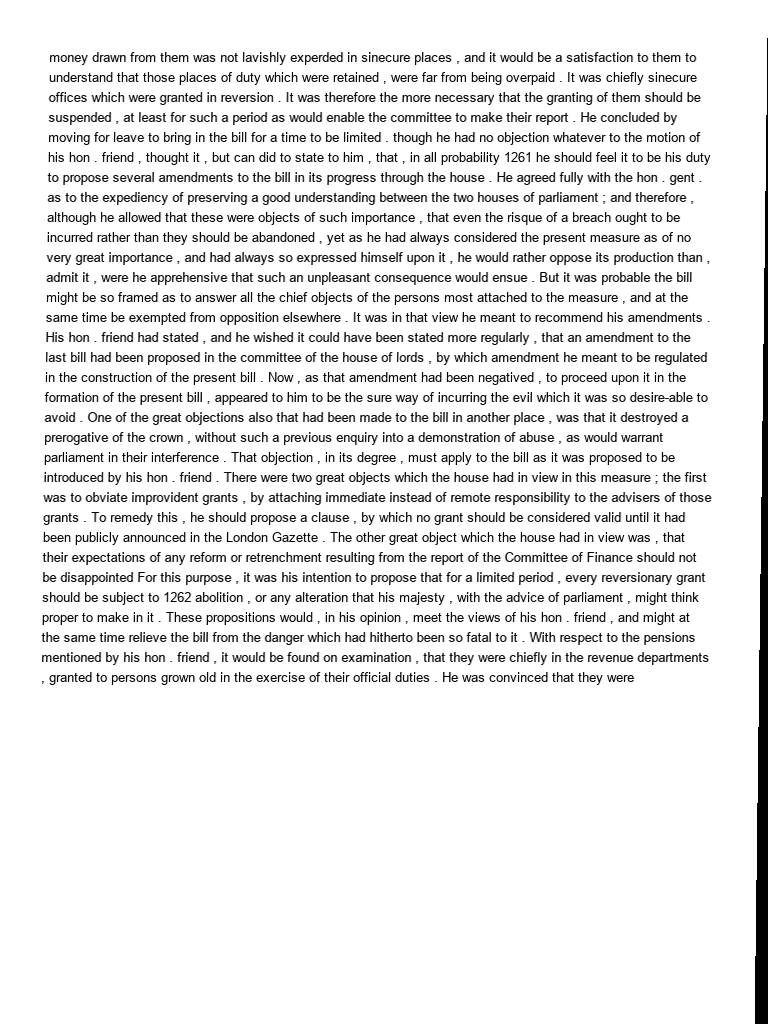 money drawn from them was not lavishly experded in sinecure places , and it would be a satisfaction to them to
understand that those places of duty which were retained , were far from being overpaid . It was chiefly sinecure
offices which were granted in reversion . It was therefore the more necessary that the granting of them should be
suspended , at least for such a period as would enable the committee to make their report . He concluded by
moving for leave to bring in the bill for a time to be limited . though he had no objection whatever to the motion of
his hon . friend , thought it , but can did to state to him , that , in all probability 1261 he should feel it to be his duty
to propose several amendments to the bill in its progress through the house . He agreed fully with the hon . gent .
as to the expediency of preserving a good understanding between the two houses of parliament ; and therefore ,
although he allowed that these were objects of such importance , that even the risque of a breach ought to be
incurred rather than they should be abandoned , yet as he had always considered the present measure as of no
very great importance , and had always so expressed himself upon it , he would rather oppose its production than ,
admit it , were he apprehensive that such an unpleasant consequence would ensue . But it was probable the bill
might be so framed as to answer all the chief objects of the persons most attached to the measure , and at the
same time be exempted from opposition elsewhere . It was in that view he meant to recommend his amendments .
His hon . friend had stated , and he wished it could have been stated more regularly , that an amendment to the
last bill had been proposed in the committee of the house of lords , by which amendment he meant to be regulated
in the construction of the present bill . Now , as that amendment had been negatived , to proceed upon it in the
formation of the present bill , appeared to him to be the sure way of incurring the evil which it was so desire-able to
avoid . One of the great objections also that had been made to the bill in another place , was that it destroyed a
prerogative of the crown , without such a previous enquiry into a demonstration of abuse , as would warrant
parliament in their interference . That objection , in its degree , must apply to the bill as it was proposed to be
introduced by his hon . friend . There were two great objects which the house had in view in this measure ; the first
was to obviate improvident grants , by attaching immediate instead of remote responsibility to the advisers of those
grants . To remedy this , he should propose a clause , by which no grant should be considered valid until it had
been publicly announced in the London Gazette . The other great object which the house had in view was , that
their expectations of any reform or retrenchment resulting from the report of the Committee of Finance should not
be disappointed For this purpose , it was his intention to propose that for a limited period , every reversionary grant
should be subject to 1262 abolition , or any alteration that his majesty , with the advice of parliament , might think
proper to make in it . These propositions would , in his opinion , meet the views of his hon . friend , and might at
the same time relieve the bill from the danger which had hitherto been so fatal to it . With respect to the pensions
mentioned by his hon . friend , it would be found on examination , that they were chiefly in the revenue departments
, granted to persons grown old in the exercise of their official duties . He was convinced that they were